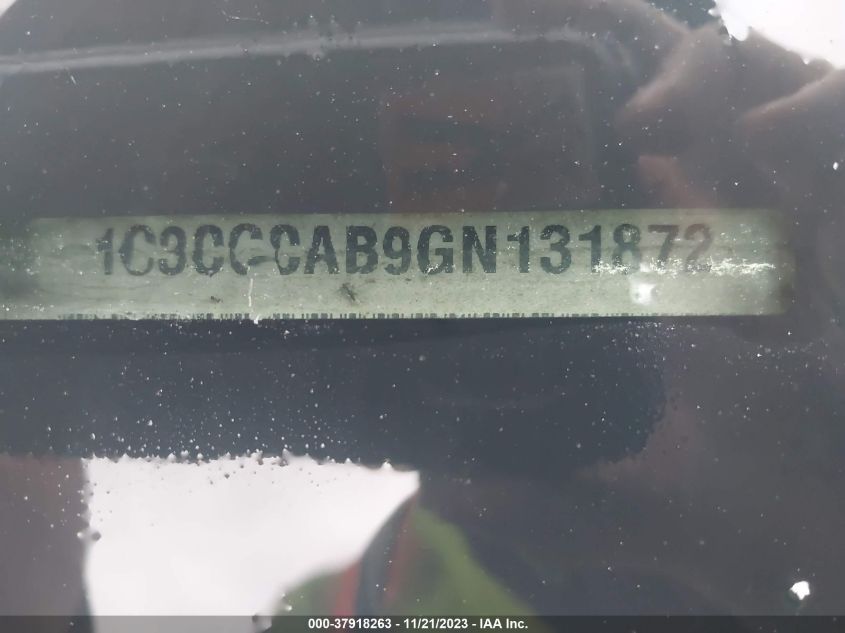 1C3CCCAB9GN131872
000-37918263 - 11/21/2023 - IAA Inc.